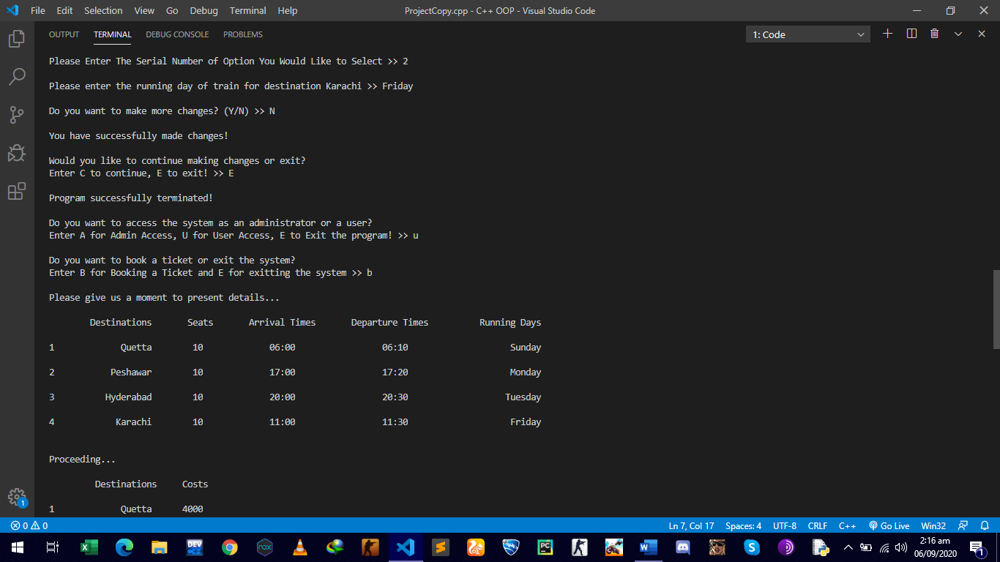 File Edit Selection View Go Debug Terminal Help ProjectCopy.cpp - C++ OOP - Visual Studio Code
OUTPUT TERMINAL DEBUG CONSOLE PROBLEMS 1: Code
Please Enter The Serial Number of Option You Would Like to Select >> 2
Please enter the running day of train for destination Karachi >> Friday
Do you want to make more changes? (Y/N) >> N
You have successfully made changes!
Would you like to continue making changes or exit?
Enter C to continue, E to exit! >> E
Program successfully terminated!
Do you want to access the system as an administrator or a user?
Enter A for Admin Access, U for User Access, E to Exit the program! >> u
Do you want to book a ticket or exit the system?
Enter B for Booking a Ticket and E for exitting the system >> b
Please give us a moment to present details...
Destinations Seats Arrival Times Departure Times Running Days
1 Quetta 10 06:00 06:10 Sunday
2 Peshawar 10 17:00 17:20 Monday
3 Hyderabad 10 20:00 20:30 Tuesday
4 Karachi 10 11:00 11:30 Friday
Proceeding...
Destinations Costs
1 Quetta 4000
1
0 0 Ln 7, Col 17 Spaces: 4 UTF-8 CRLF C++ Go Live Win32
DEV
nox
PC
2:16 am
06/09/2020
1